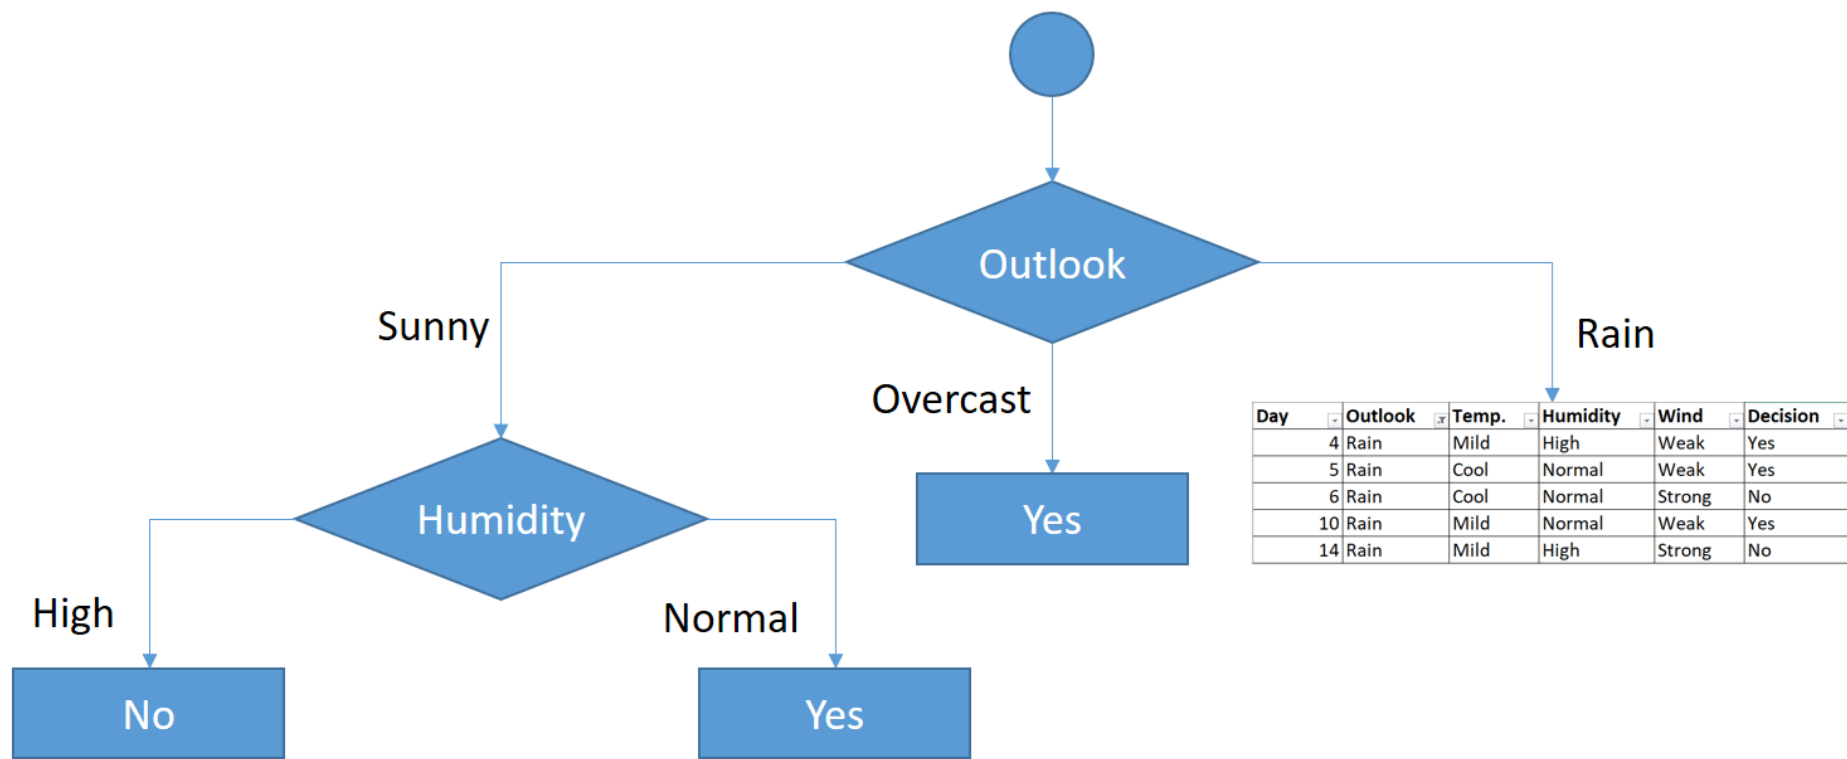 Outlook
Sunny
Rain
Overcast
Day Outlook Temp. Humidity Wind Decision
4 Rain Mild High Weak Yes
5 Rain Cool Normal Weak Yes
6 Rain Cool Normal Strong No
10 Rain Mild Normal Weak Yes
14 Rain Mild High Strong No
Humidity
Yes
High
Normal
No
Yes